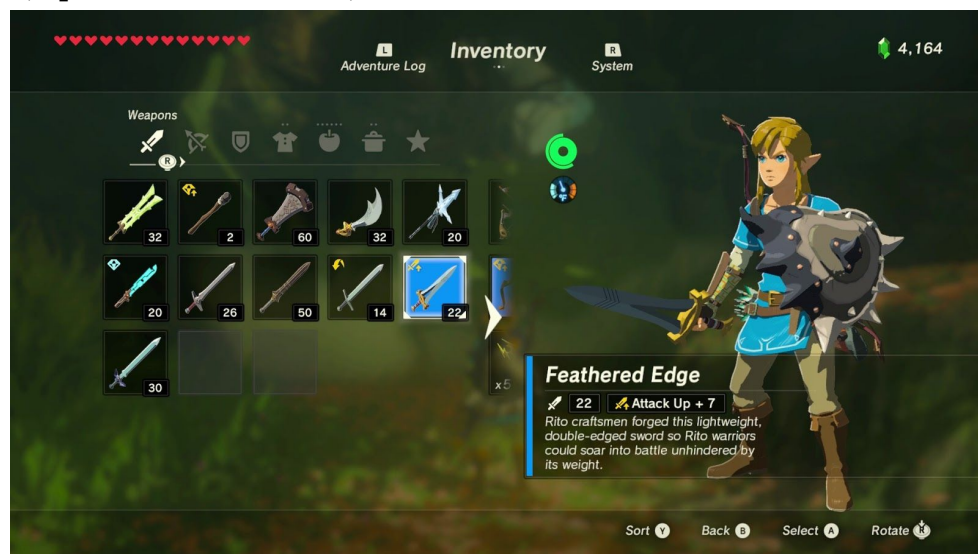 L
Adventure Log
Inventory
R
System
4,164
Weapons
R
32
2
60
32
20
20
26
50
14
22
30
x5
°F
Feathered Edge
22
Attack Up + 7
Rito craftsmen forged this lightweight,
double-edged sword so Rito warriors
could soar into battle unhindered by
its weight.
Sort Y
Back B
Select A
Rotate R